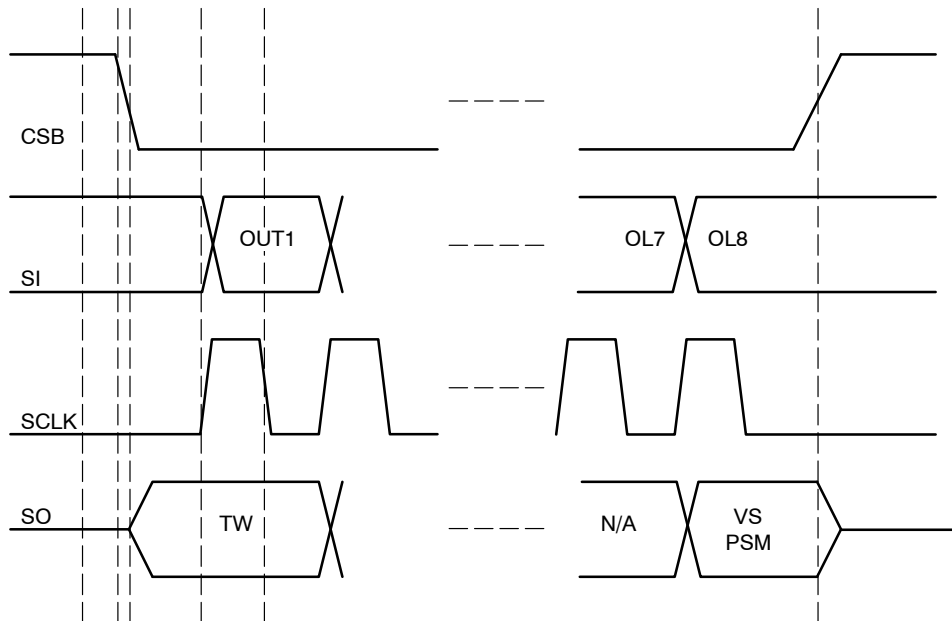 CSB
OUT1
OL7 OL8
SI
SCLK
SO
TW
N/A
VS
PSM